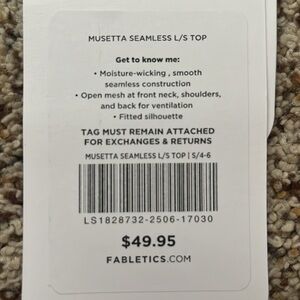 MUSETTA SEAMLESS L/S TOP
Get to know me:
• Moisture-wicking , smooth
seamless construction
• Open mesh at front neck, shoulders,
and back for ventilation
• Fitted silhouette
TAG MUST REMAIN ATTACHED
FOR EXCHANGES & RETURNS
MUSETTA SEAMLESS L/S TOP | S/4-6
LS1828732-2506-17030
$49.95
FABLETICS.COM